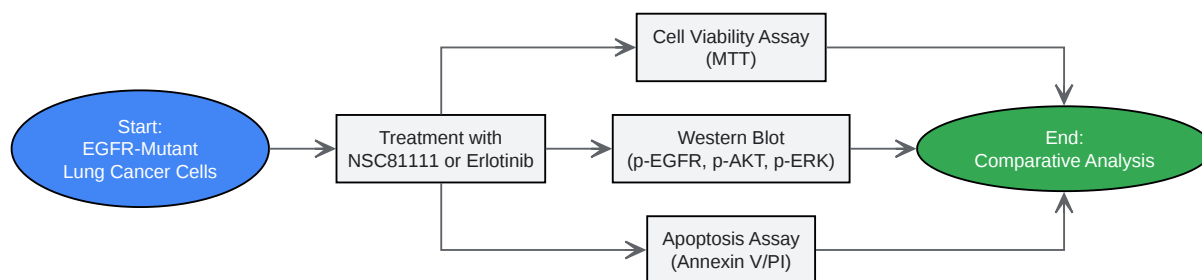 Start:
EGFR-Mutant
Lung Cancer Cells
Treatment with
NSC81111 or Erlotinib
Cell Viability Assay
(MTT)
Western Blot
(p-EGFR, p-AKT, p-ERK)
Apoptosis Assay
(Annexin V/PI)
End:
Comparative Analysis